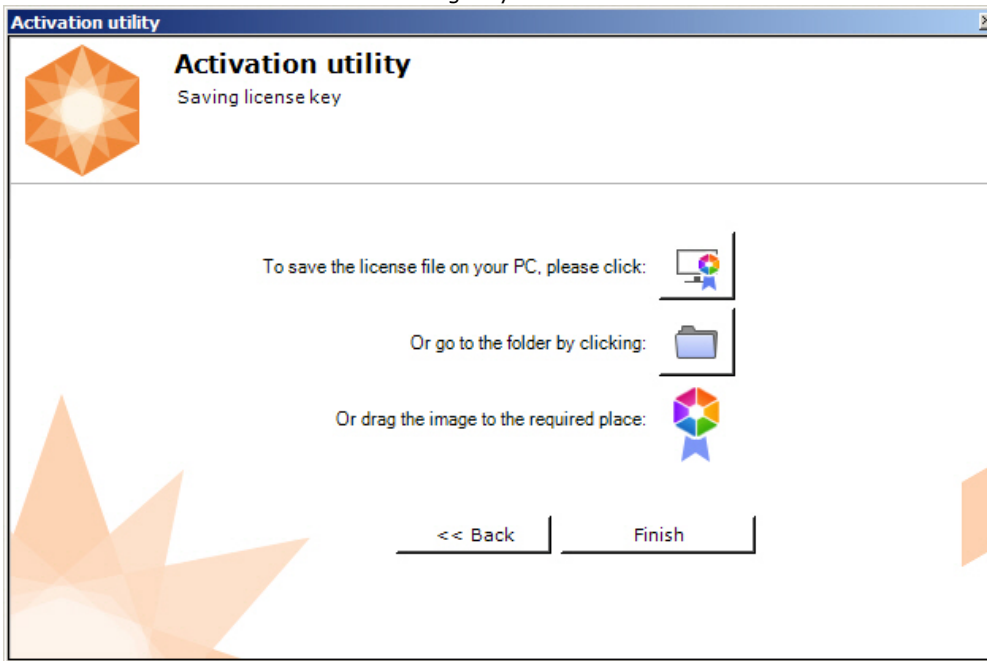 Activation utility
Activation utility
Saving license key
To save the license file on your PC, please click:
Or go to the folder by clicking:
Or drag the image to the required place:
<< Back
Finish